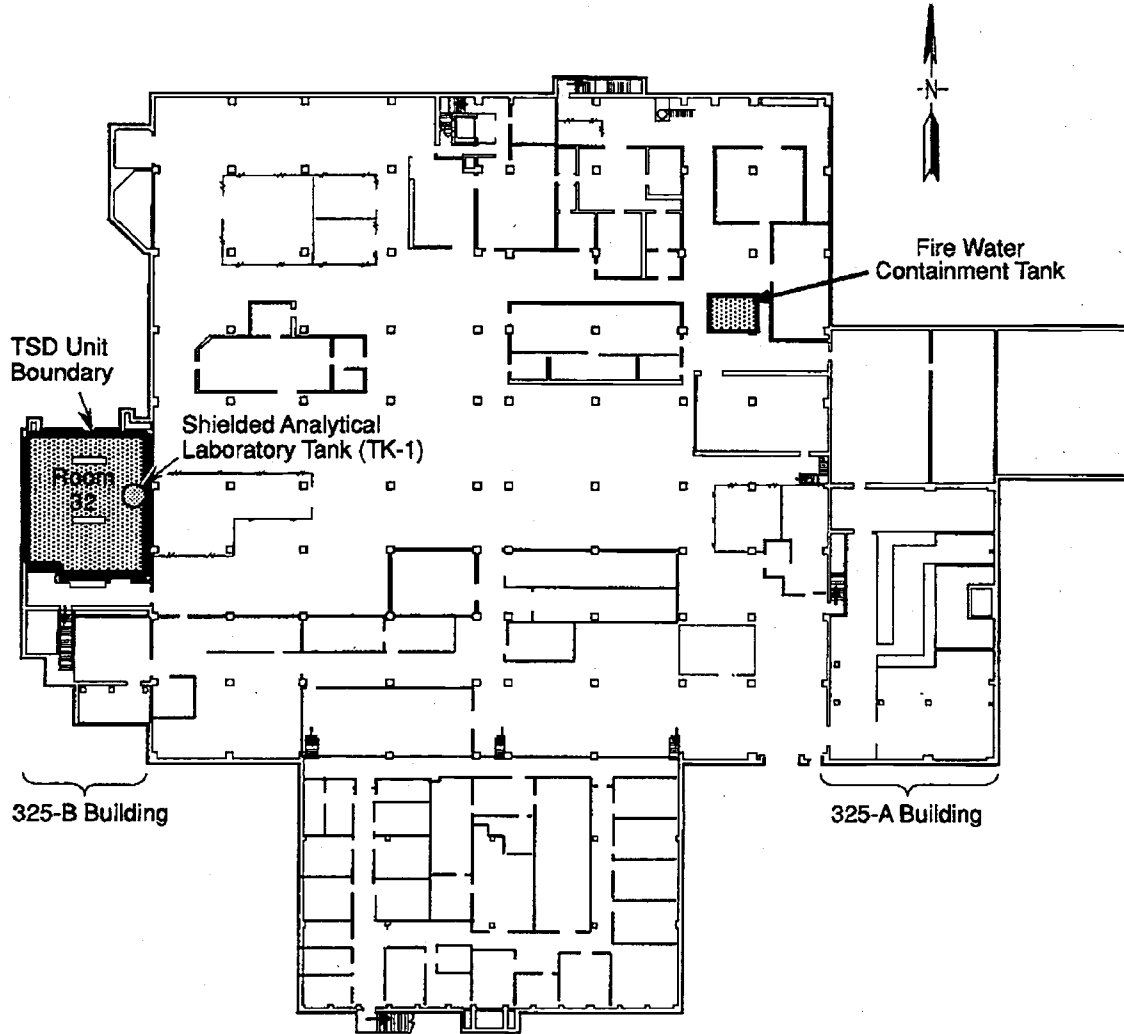 N
Fire Water
Containment Tank
TSD Unit
Boundary
Shielded Analytical
Laboratory Tank (TK-1)
Room
32
325-B Building
325-A Building